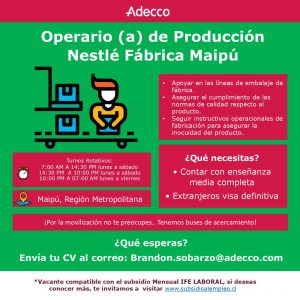 Adecco
Operario (a) de Producción
Nestlé Fábrica Maipú
• Apoyar en las líneas de embalaje de
fábrica.
• Asegurar el cumplimiento de las
normas de calidad respecto al
producto.
• Seguir instructivos operacionales de
fabricación para asegurar la
inocuidad del producto.
Turnos Rotativos:
7:00 AM A 14:30 PM lunes a sábado
14:30 PM A 10:00 PM lunes a sábado
10:00 PM A 07:00 AM lunes a viernes
Maipú, Región Metropolitana
¿Qué necesitas?
• Contar con enseñanza
media completa
• Extranjeros visa definitiva
¡Por la movilización no te preocupes.. Tenemos buses de acercamiento!
¿Qué esperas?
Envía tu CV al correo: Brandon.sobarzo@adecco.com
*Vacante compatible con el subsidio Mensual IFE LABORAL, si deseas
conocer más, te invitamos a visitar www.subsidioalempleo.cl